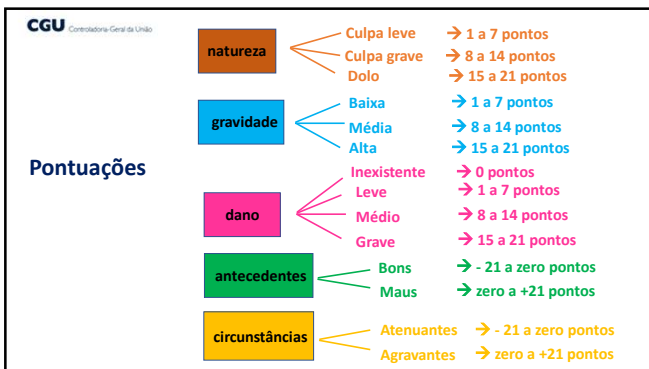 CGU Controladoria-Geral da União
natureza
Culpa leve → 1 a 7 pontos
Culpa grave → 8 a 14 pontos
Dolo → 15 a 21 pontos
gravidade
Baixa → 1 a 7 pontos
Média → 8 a 14 pontos
Alta → 15 a 21 pontos
Pontuações
dano
Inexistente → 0 pontos
Leve → 1 a 7 pontos
Médio → 8 a 14 pontos
Grave → 15 a 21 pontos
antecedentes
Bons → - 21 a zero pontos
Maus → zero a +21 pontos
circunstâncias
Atenuantes → - 21 a zero pontos
Agravantes → zero a +21 pontos